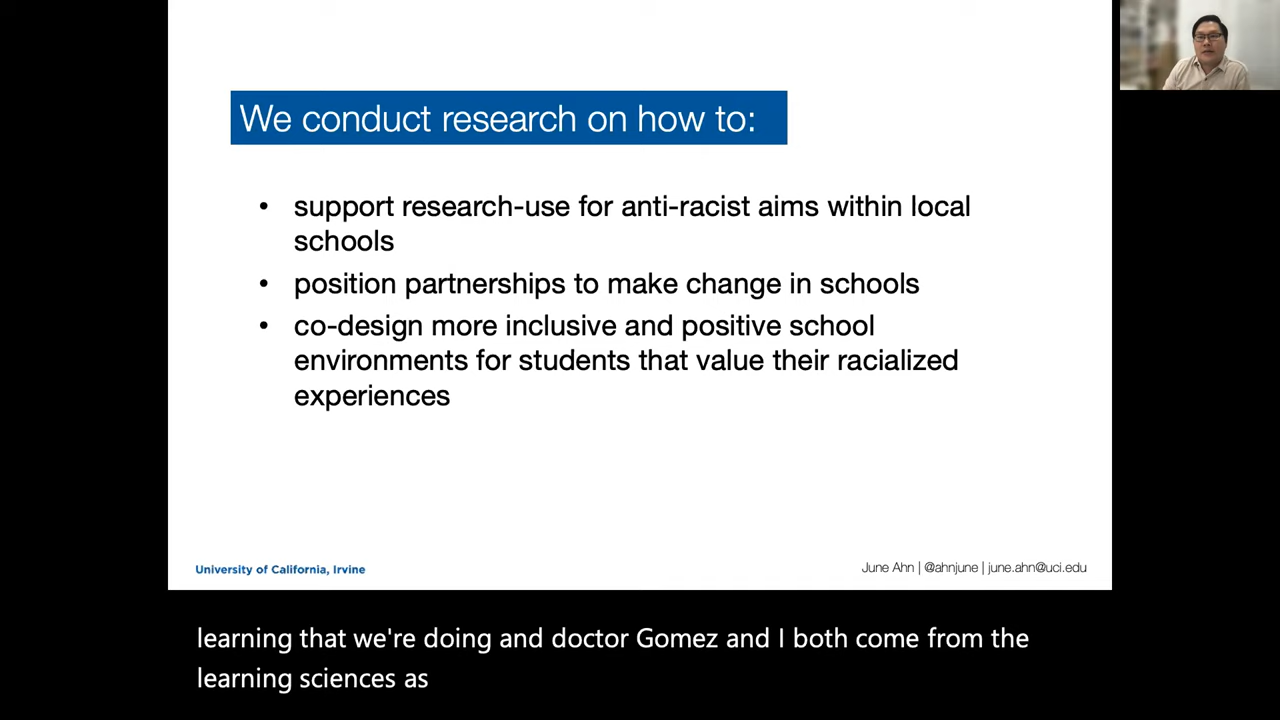 We conduct research on how to:
• support research-use for anti-racist aims within local
schools
• position partnerships to make change in schools
• co-design more inclusive and positive school
environments for students that value their racialized
experiences
University of California, Irvine
June Ahn | @ahnjune | june.ahn@uci.edu
learning that we're doing and doctor Gomez and I both come from the
learning sciences as